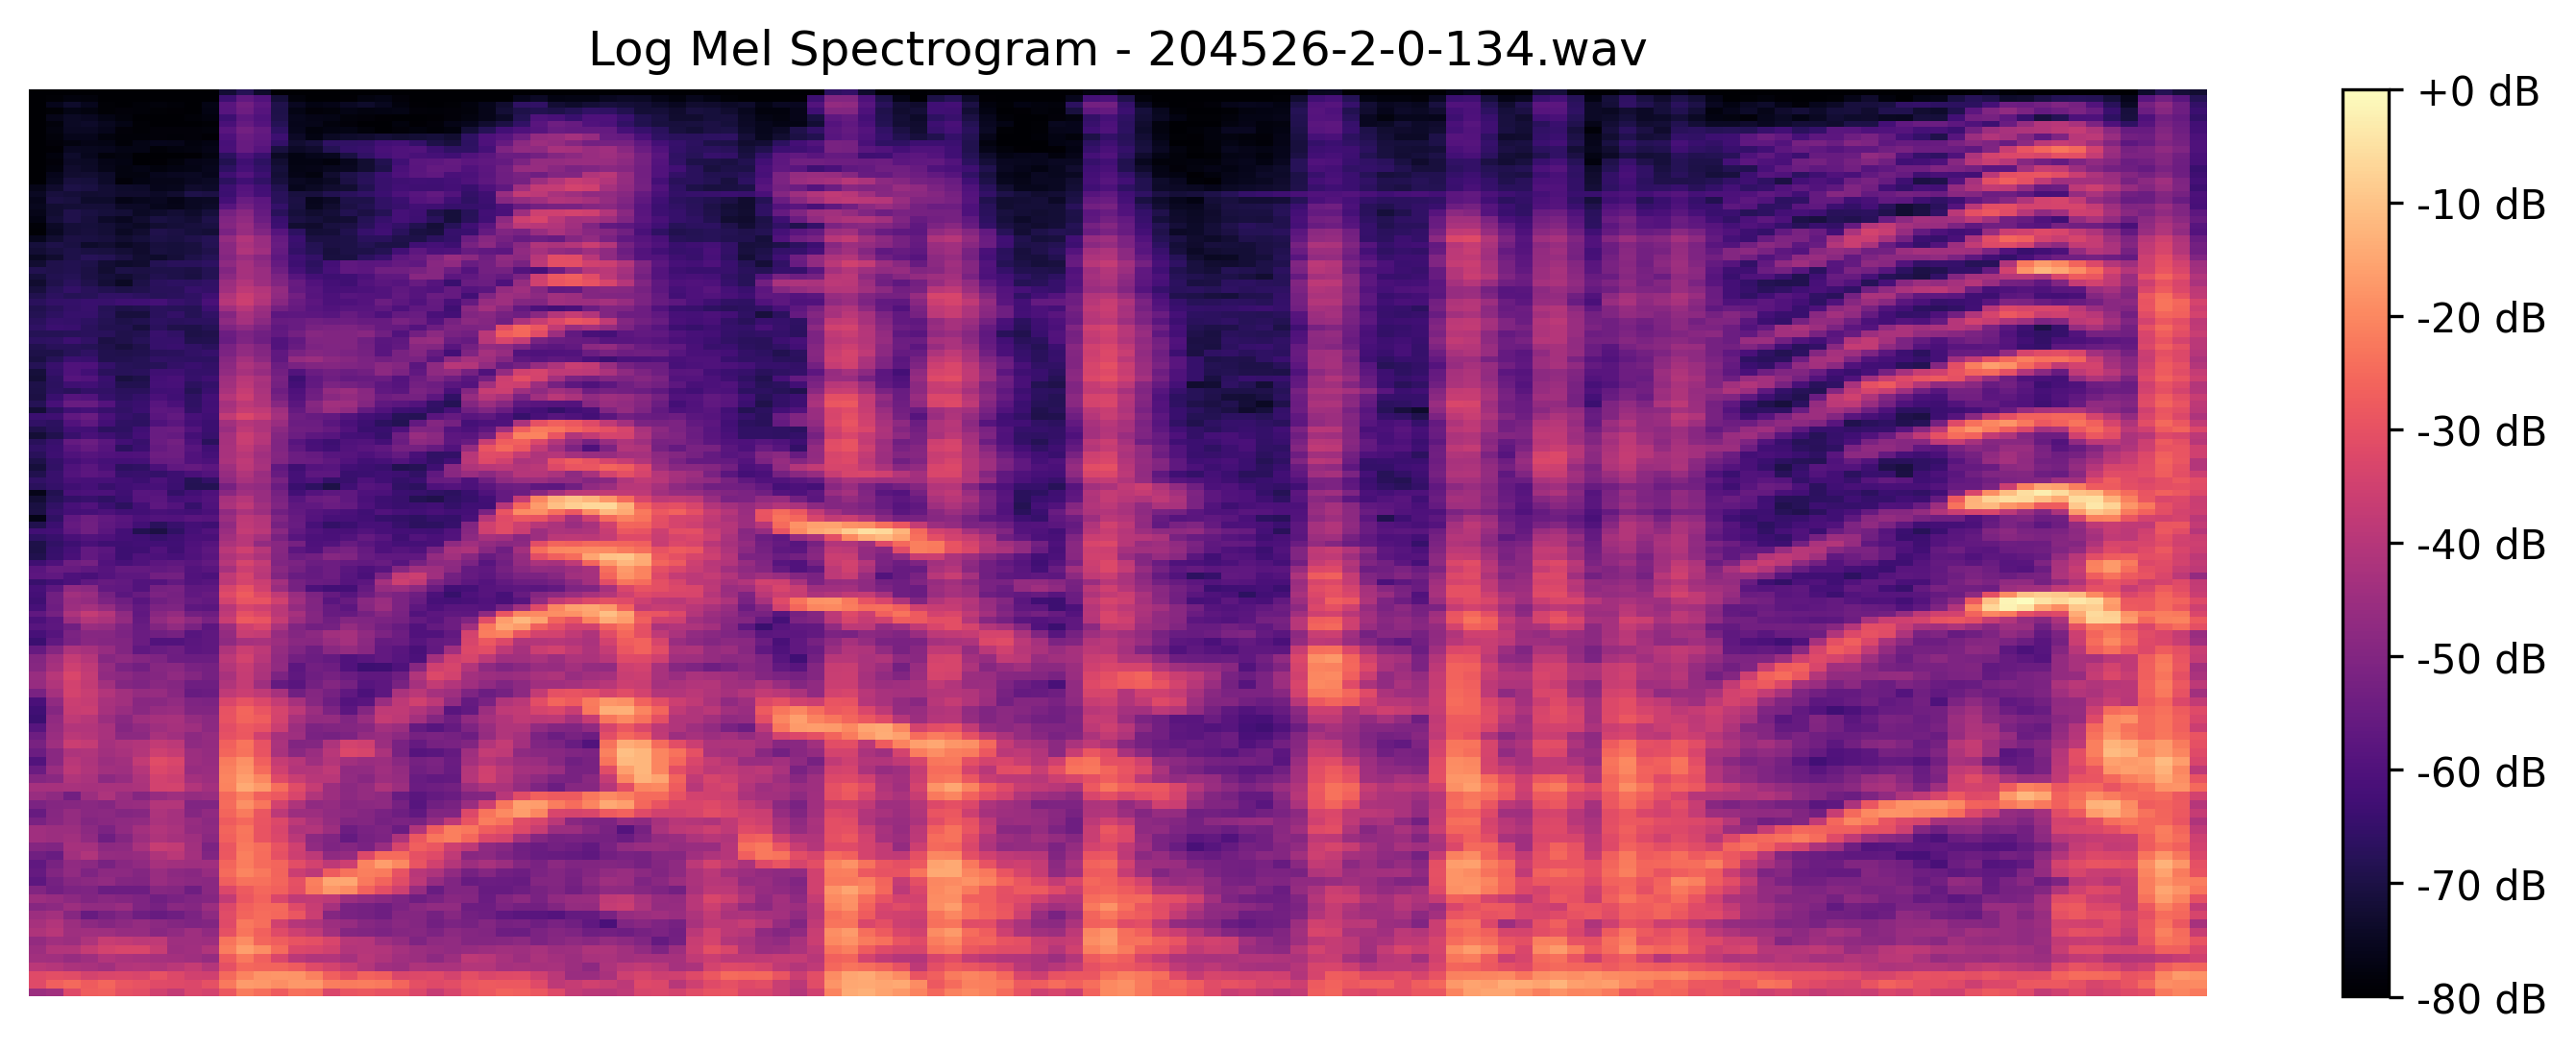 Log Mel Spectrogram - 204526-2-0-134.wav
+0 dB
-10 dB
-20 dB
-30 dB
-40 dB
-50 dB
-60 dB
-70 dB
-80 dB